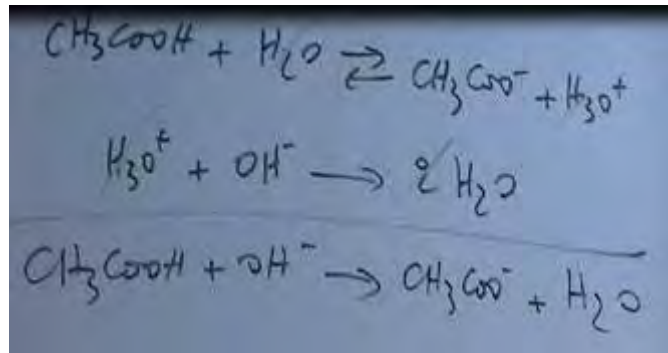 CH₃COOH + H₂O ⇌ CH₃COO⁻ + H₃O⁺
H₃O⁺ + OH⁻ → 2 H₂O
CH₃COOH + OH⁻ → CH₃COO⁻ + H₂O